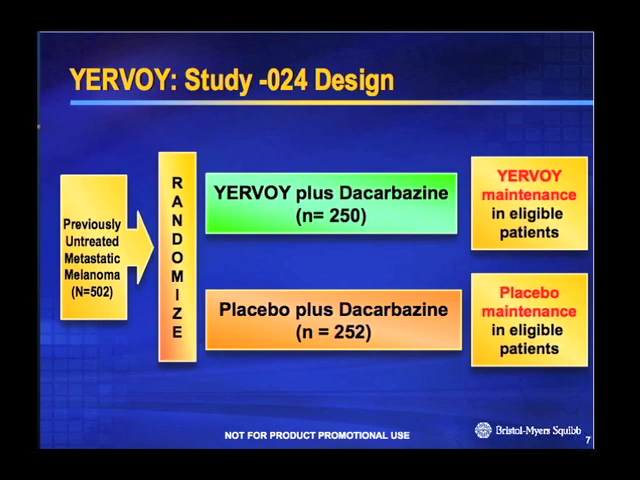 YERVOY: Study -024 Design
Previously
Untreated
Metastatic
Melanoma
(N=502)
RANDOMIZE
YERVOY plus Dacarbazine
(n= 250)
YERVOY
maintenance
in eligible
patients
Placebo plus Dacarbazine
(n = 252)
Placebo
maintenance
in eligible
patients
NOT FOR PRODUCT PROMOTIONAL USE
Bristol-Myers Squibb
7